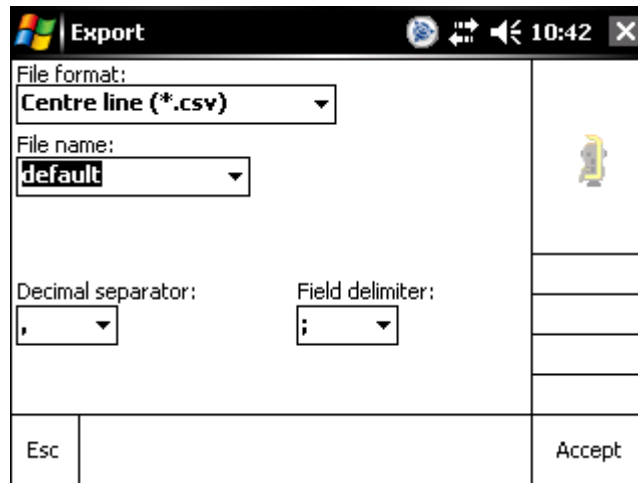 Export 10:42
File format:
Centre line (*.csv)
File name:
default
Decimal separator: Field delimiter:
, ;
Esc Accept